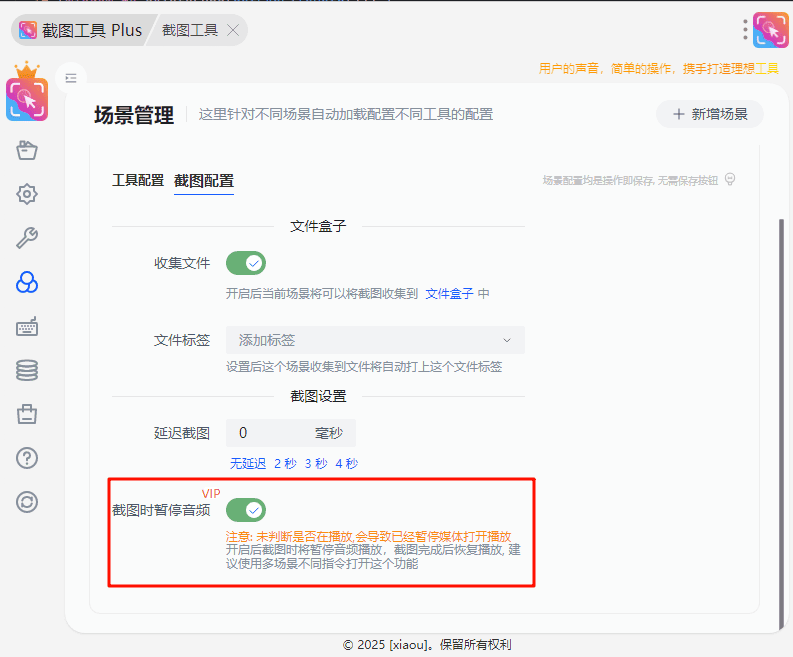 截图工具 Plus
截图工具
用户的声音，简单的操作，携手打造理想工具
场景管理
这里针对不同场景自动加载配置不同工具的配置
新增场景
工具配置
截图配置
场景配置均是操作即保存, 无需保存按钮
文件盒子
收集文件
开启后当前场景将可以将截图收集到 文件盒子 中
文件标签
添加标签
设置后这个场景收集到文件将自动打上这个文件标签
截图设置
延迟截图
0
毫秒
无延迟 2 秒 3 秒 4 秒
VIP
截图时暂停音频
注意: 未判断是否在播放,会导致已经暂停媒体打开播放
开启后截图时将暂停音频播放，截图完成后恢复播放, 建
议使用多场景不同指令打开这个功能
© 2025 [xiaou]。保留所有权利